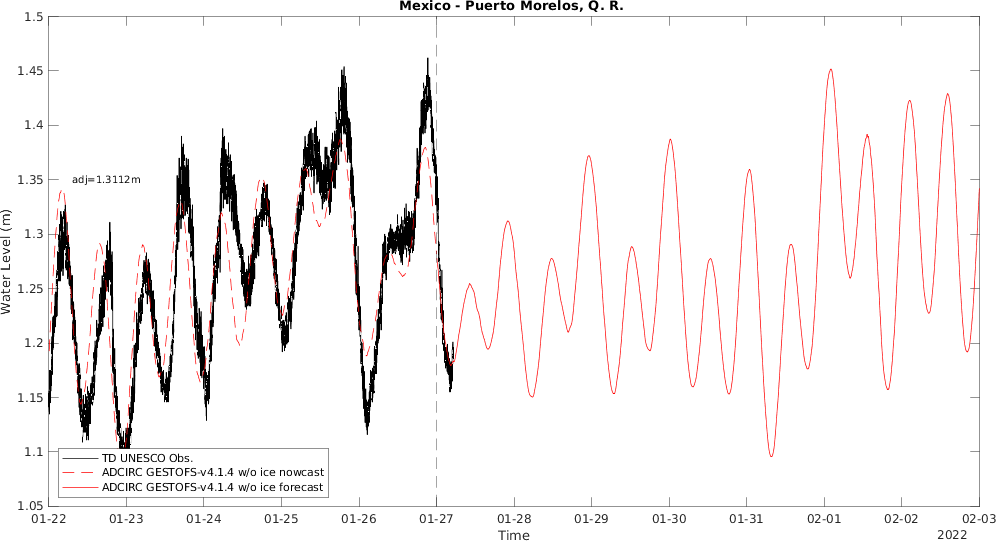 Mexico - Puerto Morelos, Q. R.
1.5
1.45
1.4
1.35
1.3
1.25
1.2
1.15
1.1
1.05
Water Level (m)
adj=1.3112m
TD UNESCO Obs.
ADCIRC GESTOFS-v4.1.4 w/o ice nowcast
ADCIRC GESTOFS-v4.1.4 w/o ice forecast
01-22 01-23 01-24 01-25 01-26 01-27 01-28 01-29 01-30 01-31 02-01 02-02 02-03
Time
2022